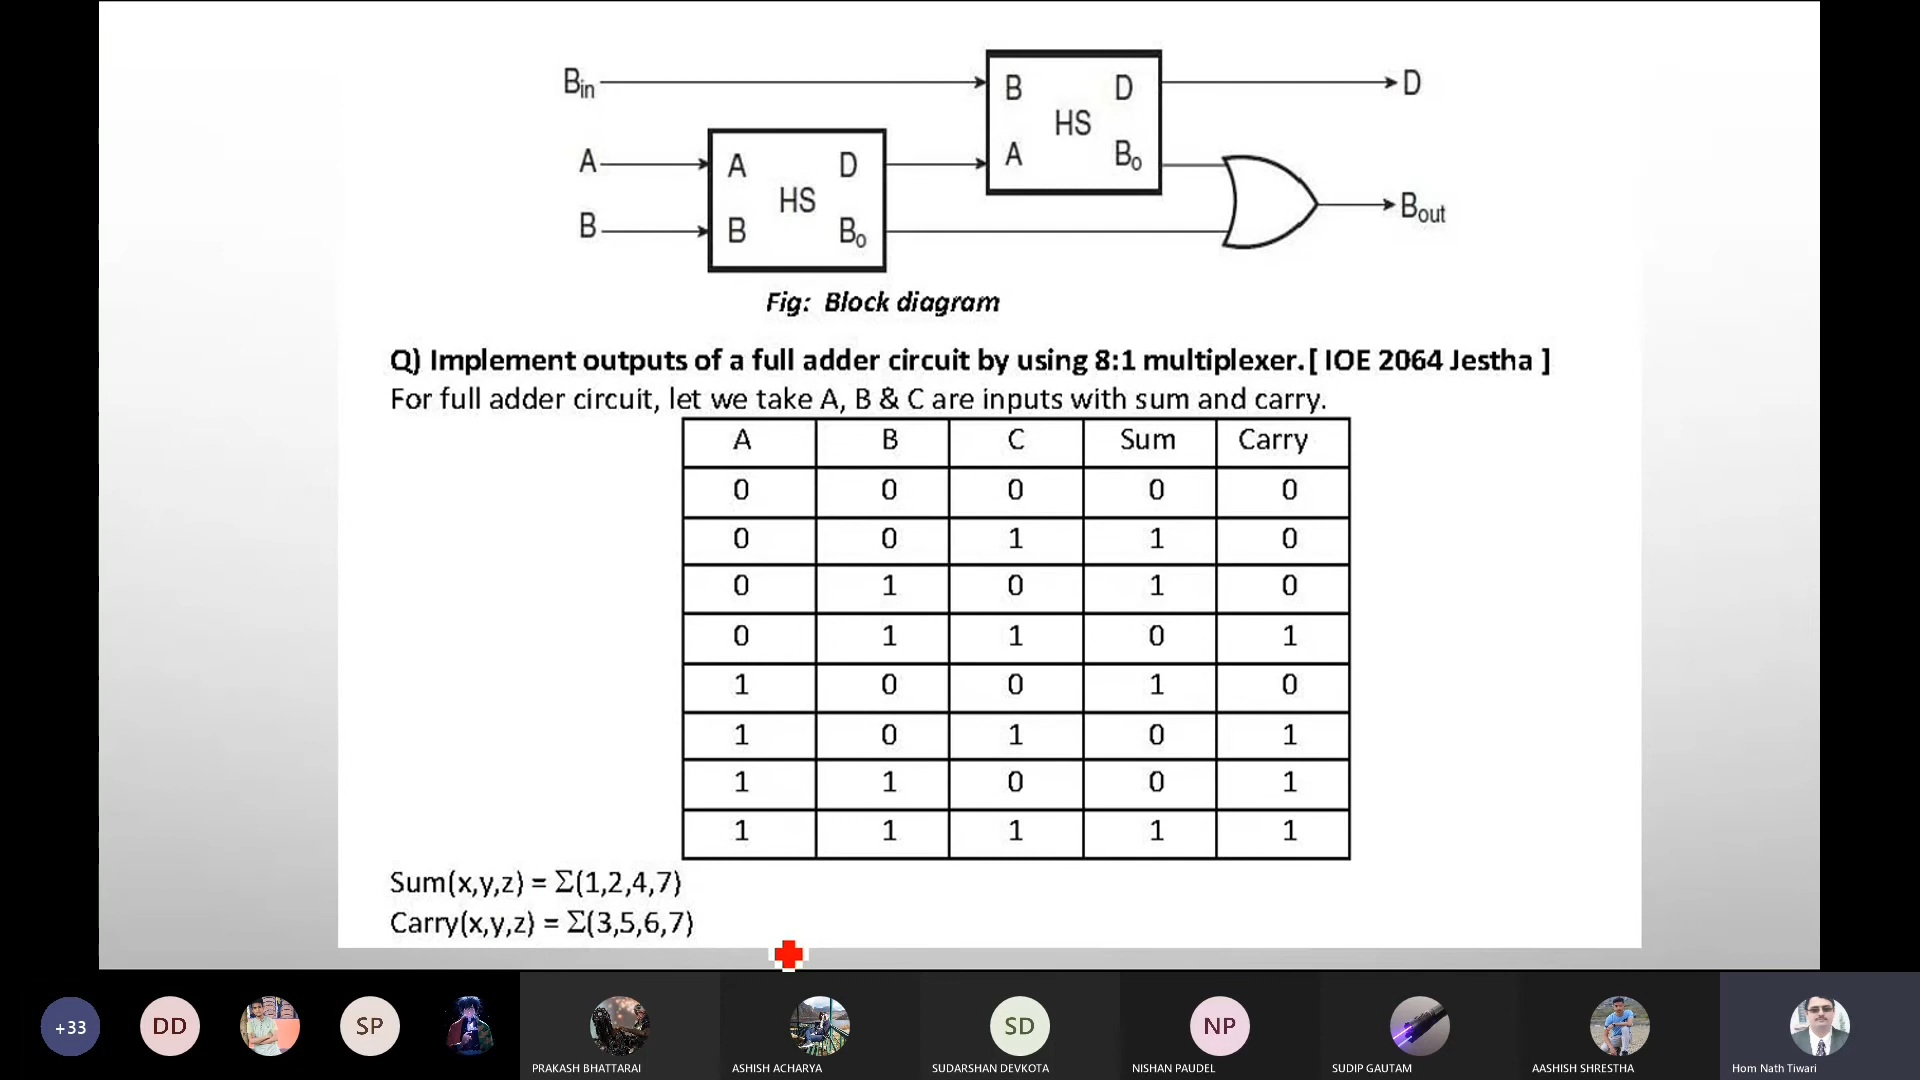 Bin
A
B
A
B
HS
D
Bo
B
A
HS
D
Bo
D
Bout
Fig: Block diagram
Q) Implement outputs of a full adder circuit by using 8:1 multiplexer.[ IOE 2064 Jestha ]
For full adder circuit, let we take A, B & C are inputs with sum and carry.
A B C Sum Carry
0 0 0 0 0
0 0 1 1 0
0 1 0 1 0
0 1 1 0 1
1 0 0 1 0
1 0 1 0 1
1 1 0 0 1
1 1 1 1 1
Sum(x,y,z) = Σ(1,2,4,7)
Carry(x,y,z) = Σ(3,5,6,7)
+33
DD
SP
SD
NP
PRAKASH BHATTARAI
ASHISH ACHARYA
SUDARSHAN DEVKOTA
NISHAN PAUDEL
SUDIP GAUTAM
AASHISH SHRESTHA
Hom Nath Tiwari